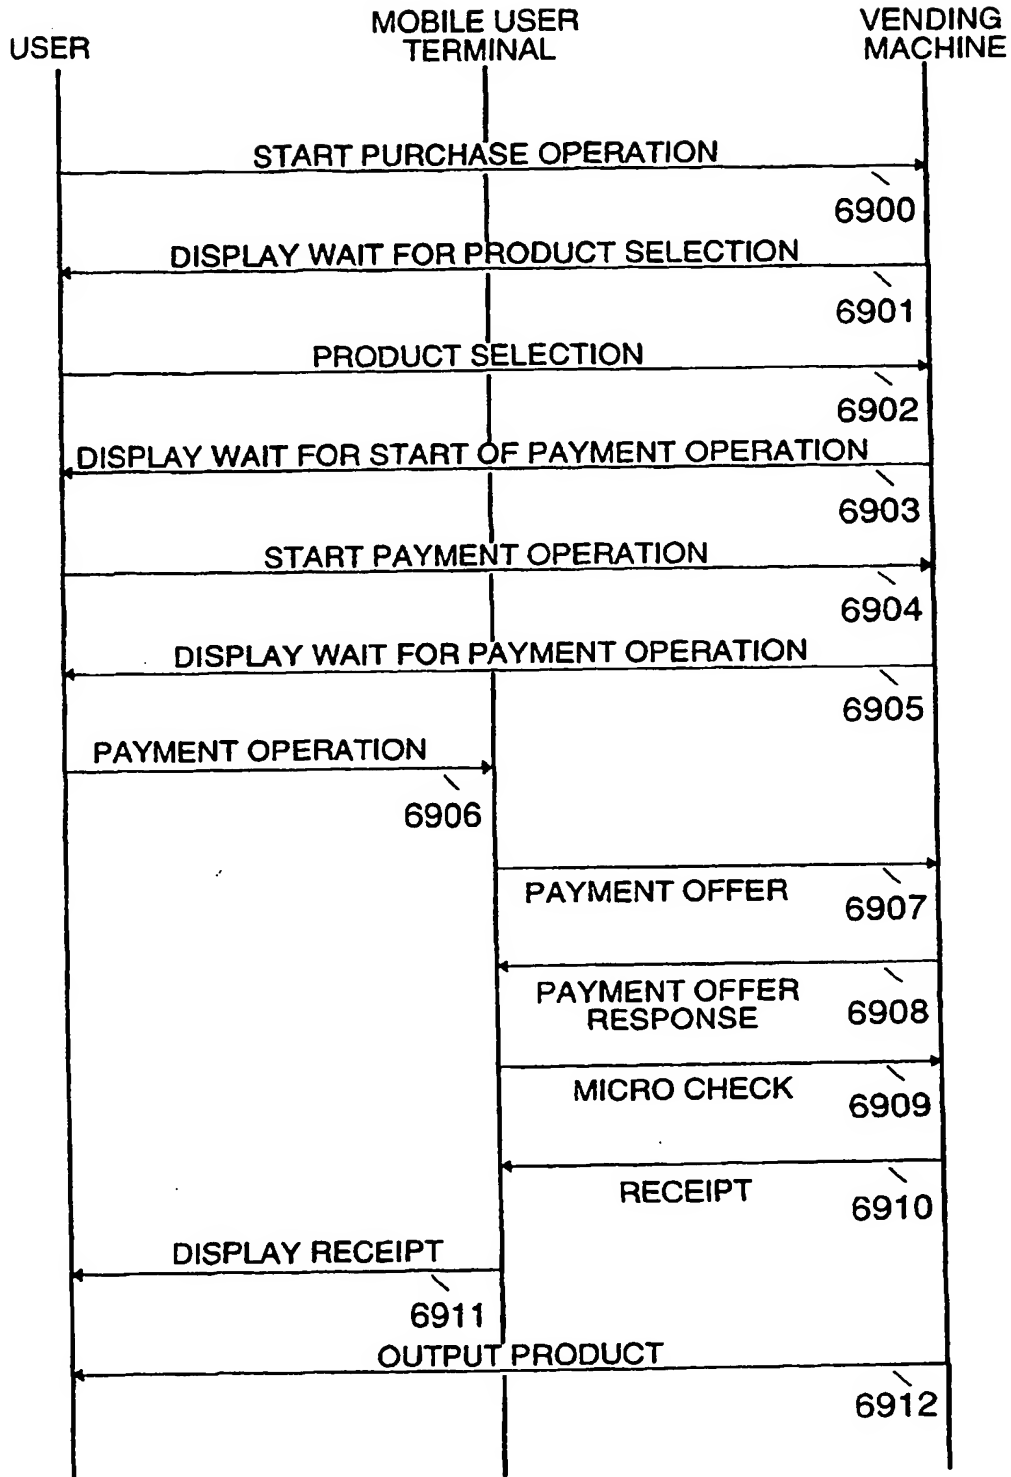 USER
MOBILE USER
TERMINAL
VENDING
MACHINE
START PURCHASE OPERATION
6900
DISPLAY WAIT FOR PRODUCT SELECTION
6901
PRODUCT SELECTION
6902
DISPLAY WAIT FOR START OF PAYMENT OPERATION
6903
START PAYMENT OPERATION
6904
DISPLAY WAIT FOR PAYMENT OPERATION
6905
PAYMENT OPERATION
6906
PAYMENT OFFER
6907
PAYMENT OFFER
RESPONSE
6908
MICRO CHECK
6909
RECEIPT
6910
DISPLAY RECEIPT
6911
OUTPUT PRODUCT
6912